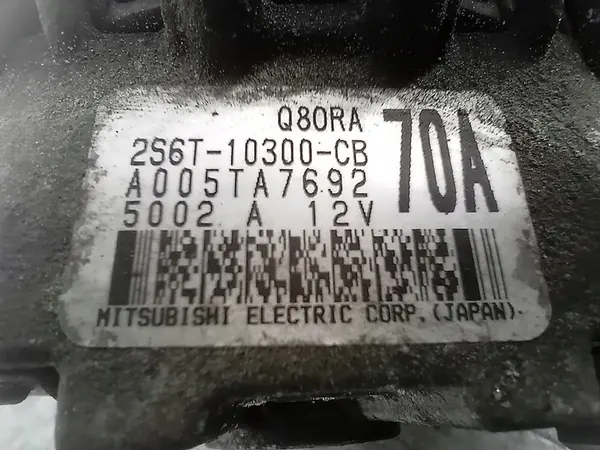 Q80RA
70A
2S6T-10300-CB
A005TA7692
5002 A 12V
MITSUBISHI ELECTRIC CORP.(JAPAN)